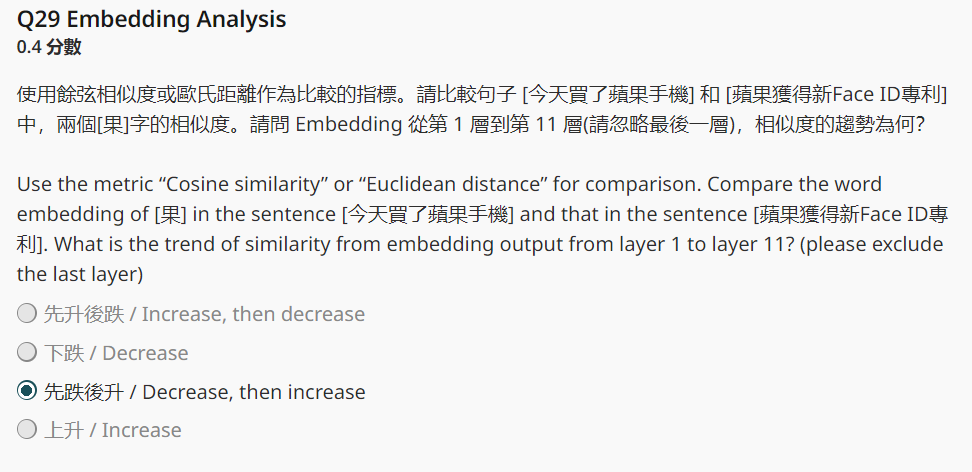 Q29 Embedding Analysis
0.4 分數
使用餘弦相似度或歐氏距離作為比較的指標。請比較句子 [今天買了蘋果手機] 和 [蘋果獲得新Face ID專利]
中，兩個[果]字的相似度。請問 Embedding 從第 1 層到第 11 層(請忽略最後一層)，相似度的趨勢為何?
Use the metric “Cosine similarity” or “Euclidean distance” for comparison. Compare the word
embedding of [果] in the sentence [今天買了蘋果手機] and that in the sentence [蘋果獲得新Face ID專
利]. What is the trend of similarity from embedding output from layer 1 to layer 11? (please exclude
the last layer)
先升後跌 / Increase, then decrease
下跌 / Decrease
先跌後升 / Decrease, then increase
上升 / Increase